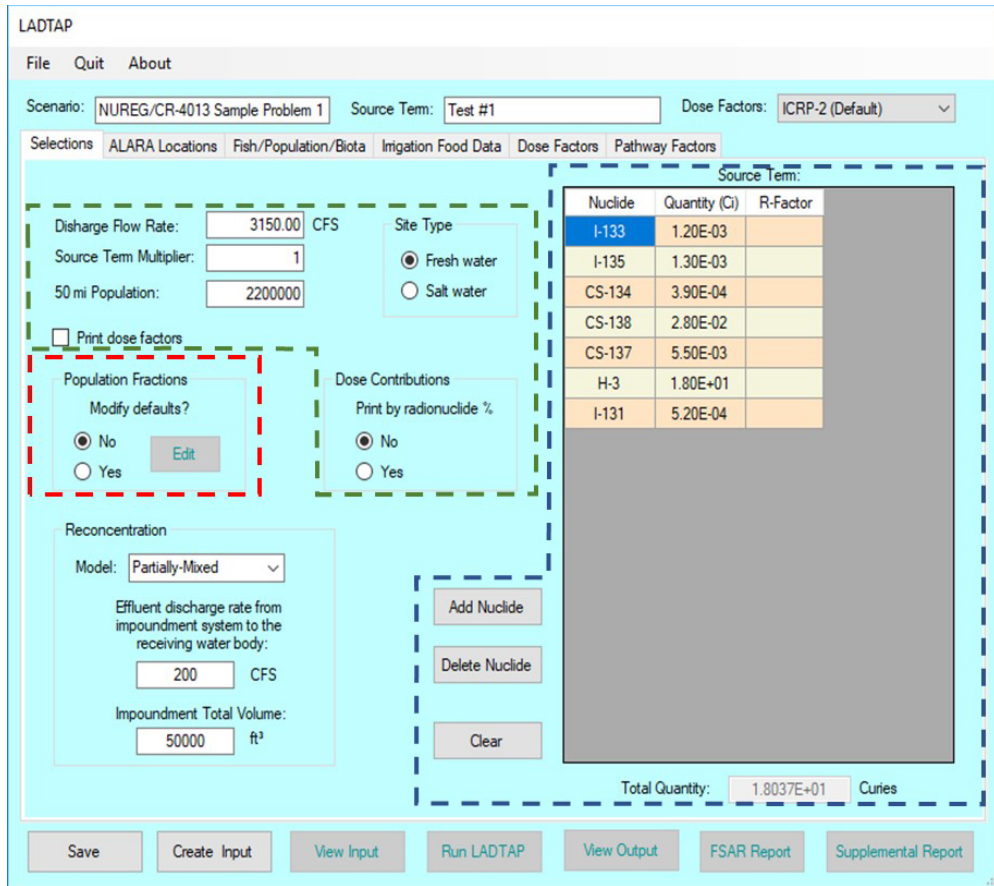 LADTAP
File Quit About
Scenario: NUREG/CR-4013 Sample Problem 1 Source Term: Test #1 Dose Factors: ICRP-2 (Default)
Selections ALARA Locations Fish/Population/Biota Irrigation Food Data Dose Factors Pathway Factors
Disharge Flow Rate: 3150.00 CFS
Source Term Multiplier: 1
50 mi Population: 2200000
Print dose factors
Site Type
Fresh water
Salt water
Population Fractions
Modify defaults?
No
Yes
Edit
Dose Contributions
Print by radionuclide %
No
Yes
Reconcentration
Model: Partially-Mixed
Effluent discharge rate from
impoundment system to the
receiving water body:
200 CFS
Impoundment Total Volume:
50000 ft³
Source Term:
Nuclide Quantity (Ci) R-Factor
I-133 1.20E-03
I-135 1.30E-03
CS-134 3.90E-04
CS-138 2.80E-02
CS-137 5.50E-03
H-3 1.80E+01
I-131 5.20E-04
Add Nuclide
Delete Nuclide
Clear
Total Quantity: 1.8037E+01 Curies
Save Create Input View Input Run LADTAP View Output FSAR Report Supplemental Report